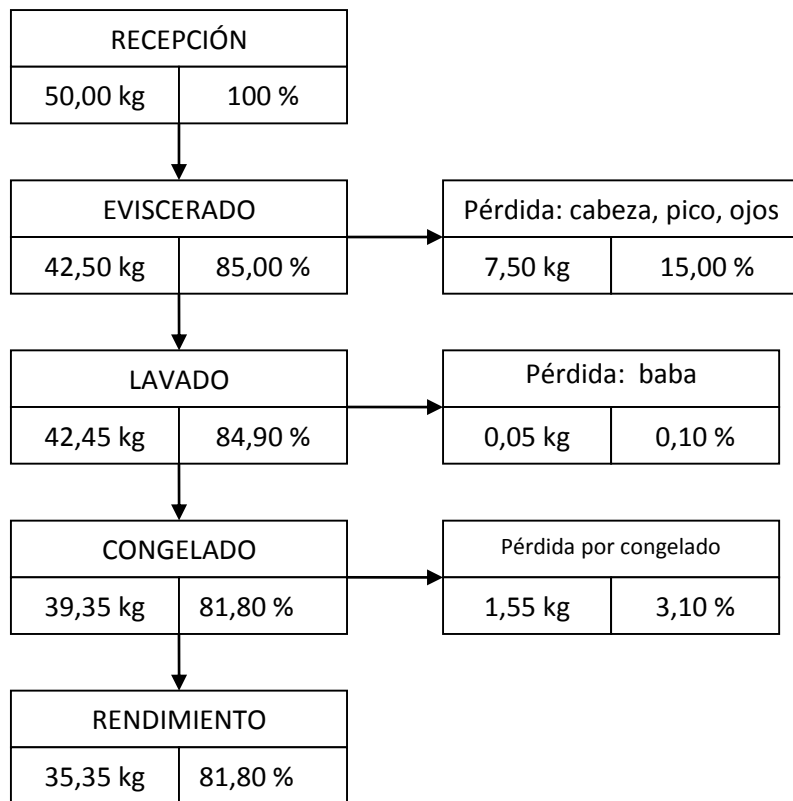 RECEPCIÓN
50,00 kg 100 %
EVISCERADO
42,50 kg 85,00 %
Pérdida: cabeza, pico, ojos
7,50 kg 15,00 %
LAVADO
42,45 kg 84,90 %
Pérdida: baba
0,05 kg 0,10 %
CONGELADO
39,35 kg 81,80 %
Pérdida por congelado
1,55 kg 3,10 %
RENDIMIENTO
35,35 kg 81,80 %